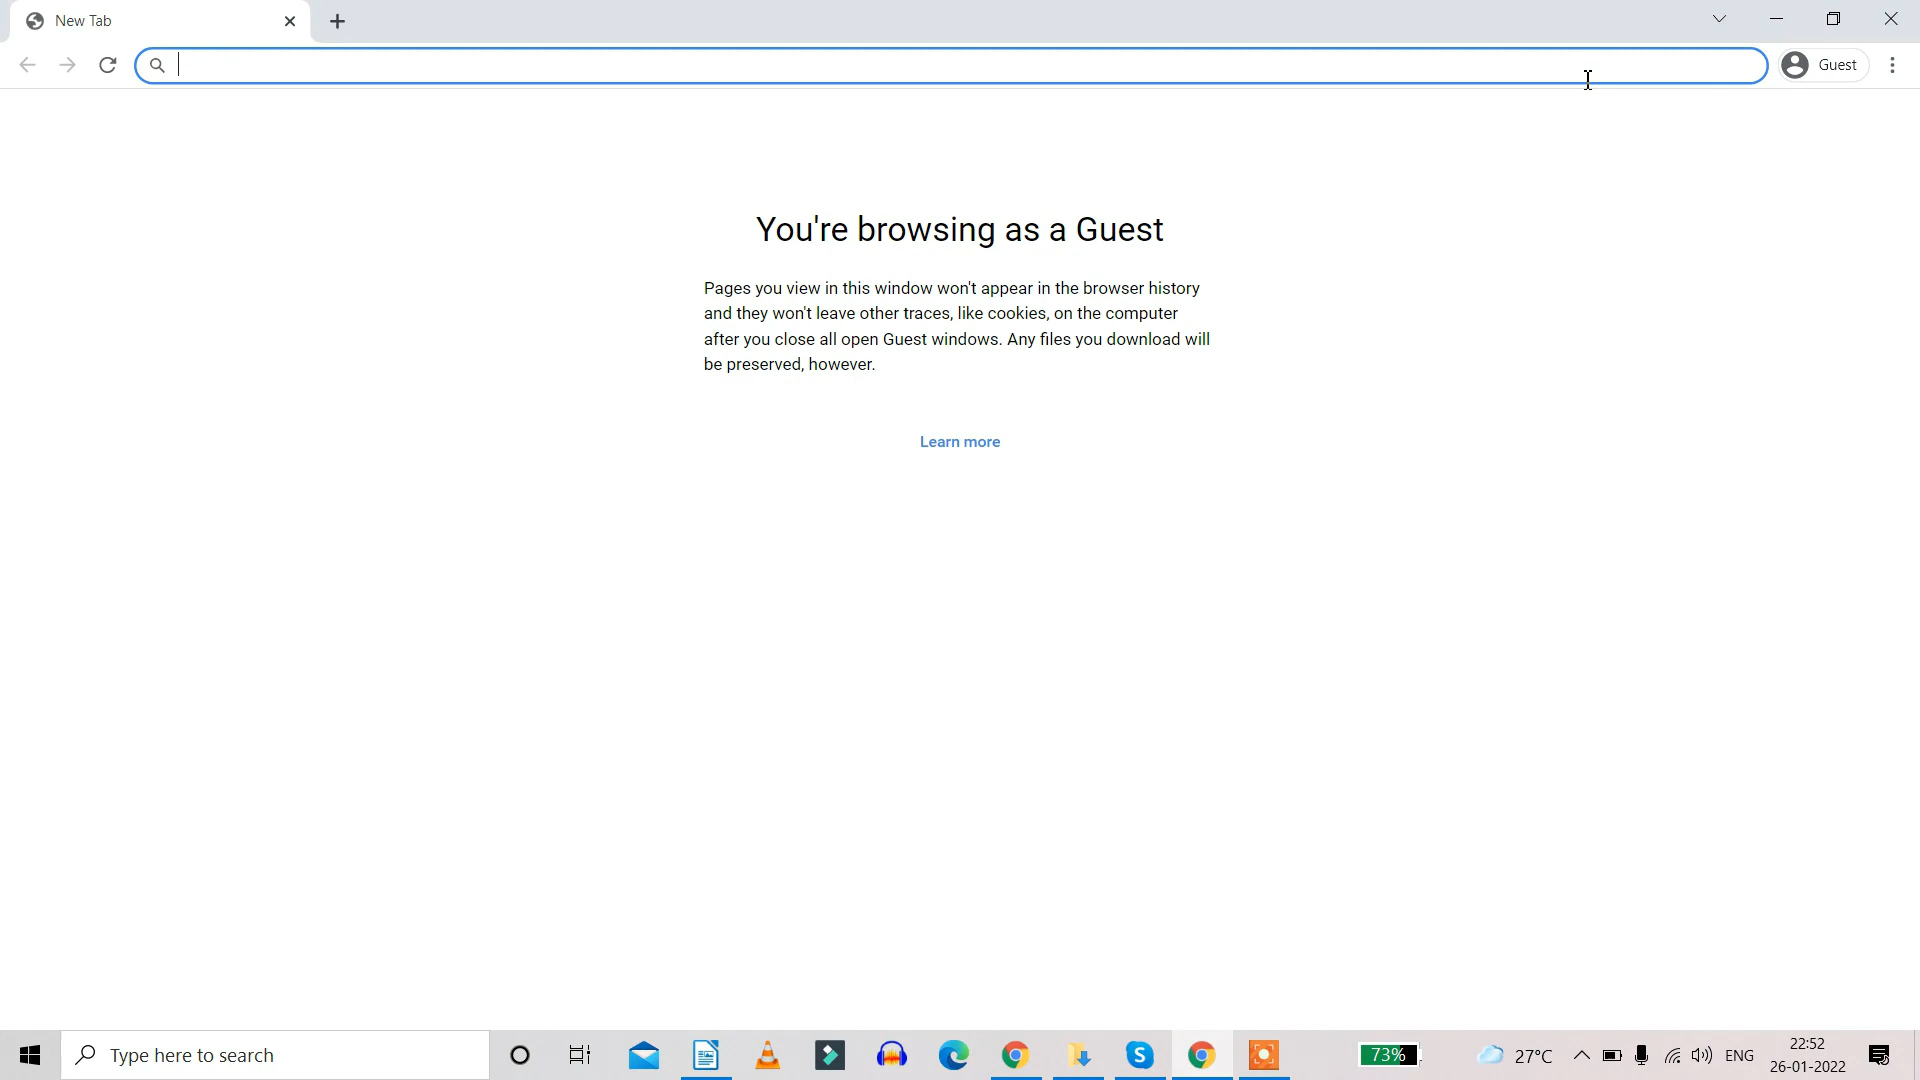 New Tab
Guest
You're browsing as a Guest
Pages you view in this window won't appear in the browser history
and they won't leave other traces, like cookies, on the computer
after you close all open Guest windows. Any files you download will
be preserved, however.
Learn more
Type here to search
73%
27°C
ENG
22:52
26-01-2022